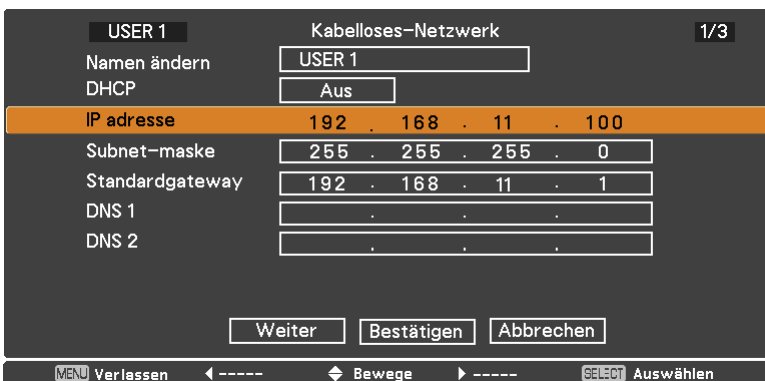 USER 1 Kabelloses-Netzwerk 1/3
Namen ändern USER 1
DHCP Aus
IP adresse 192 . 168 . 11 . 100
Subnet-maske 255 . 255 . 255 . 0
Standardgateway 192 . 168 . 11 . 1
DNS 1 . . .
DNS 2 . . .
Weiter Bestätigen Abbrechen
MENU Verlassen ◀ ----- ◆ Bewege ▶ ----- SELECT Auswählen